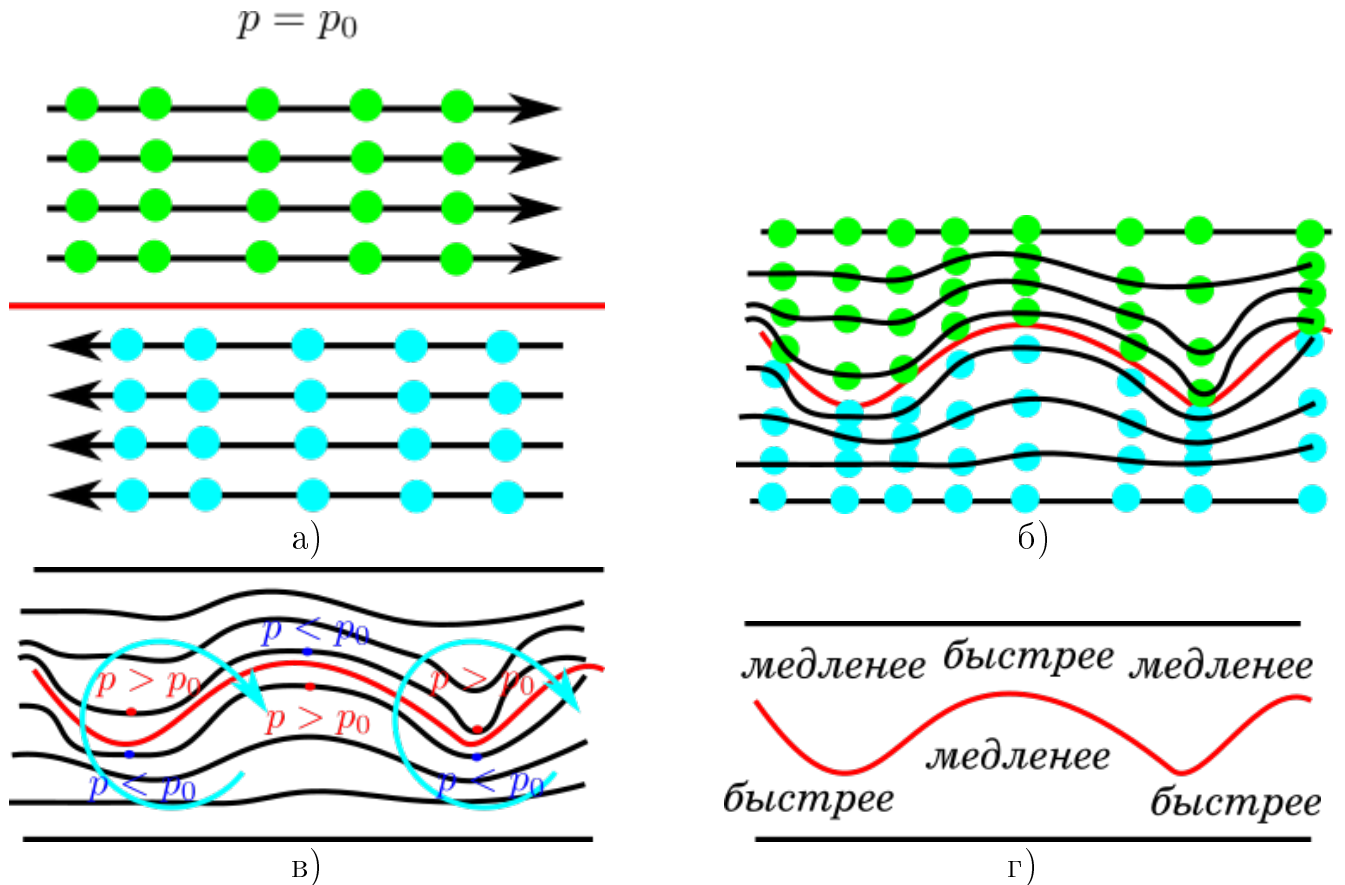 p = p₀
а)
б)
p < p₀
p > p₀
p > p₀
p > p₀
p < p₀
p < p₀
в)
медленее быстрее медленее
медленее
быстрее
быстрее
г)